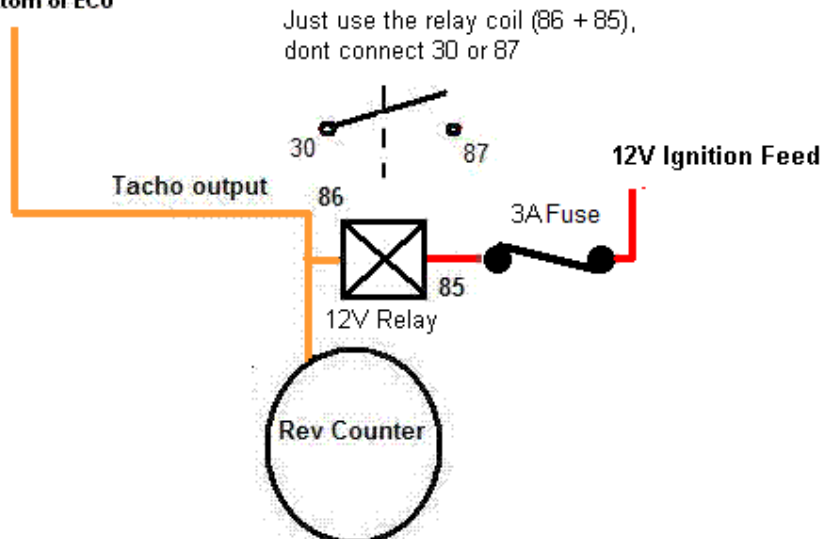 of ECU
Just use the relay coil (86 + 85),
dont connect 30 or 87
30
87
12V Ignition Feed
Tacho output
86
3A Fuse
85
12V Relay
Rev Counter